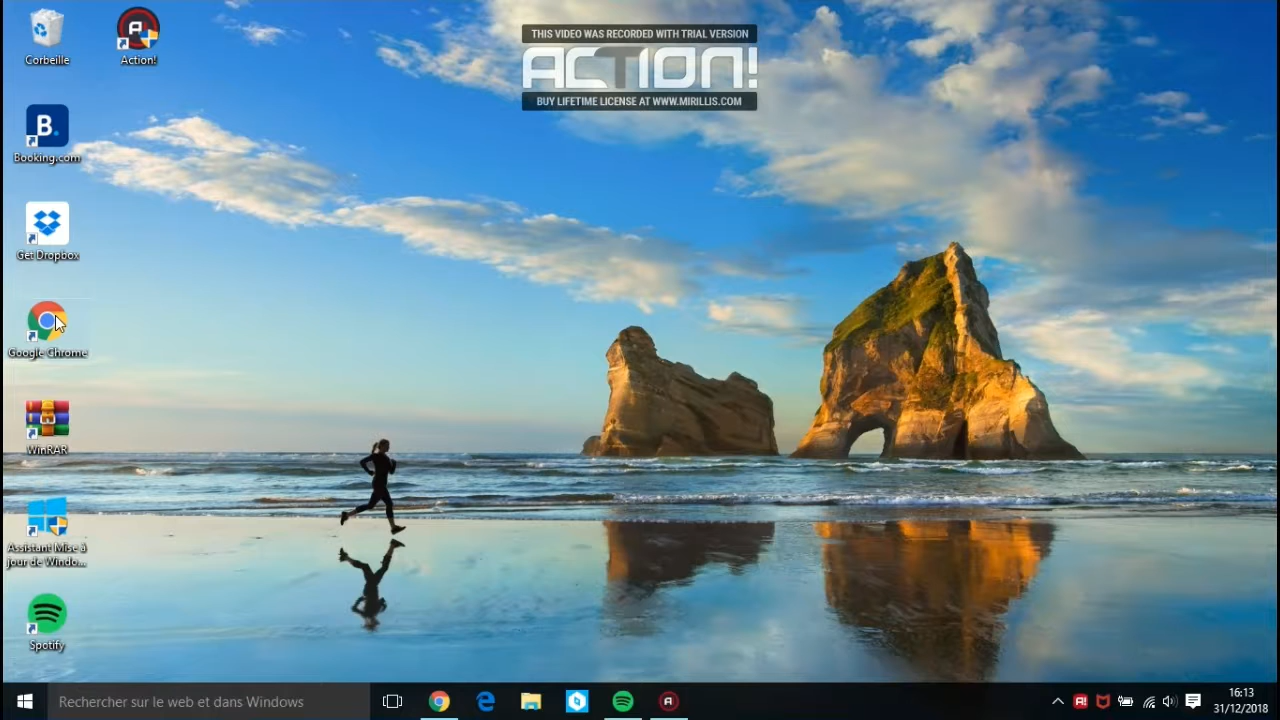 THIS VIDEO WAS RECORDED WITH TRIAL VERSION
ACTION!
BUY LIFETIME LICENSE AT WWW.MIRILLIS.COM
Corbeille
Action!
B.
Booking.com
Get Dropbox
Google Chrome
WinRAR
Assistant Mise à
jour de Windo...
Spotify
Rechercher sur le web et dans Windows
16:13
31/12/2018